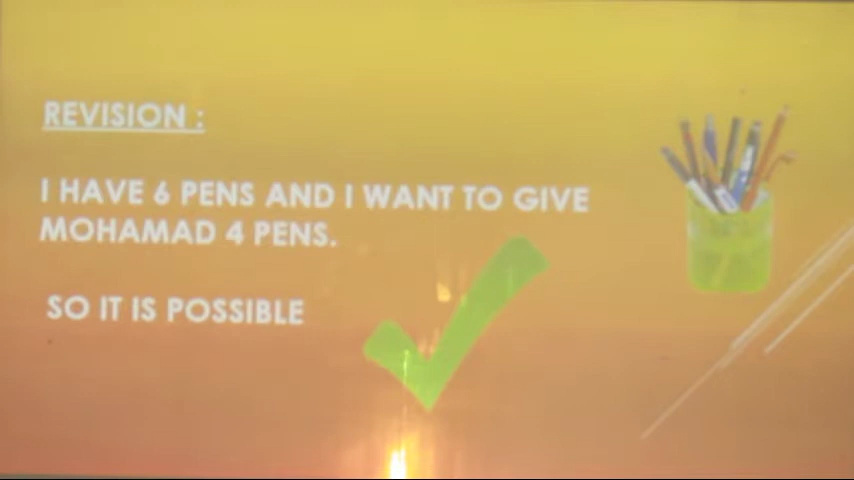 REVISION :
I HAVE 6 PENS AND I WANT TO GIVE
MOHAMAD 4 PENS.
SO IT IS POSSIBLE